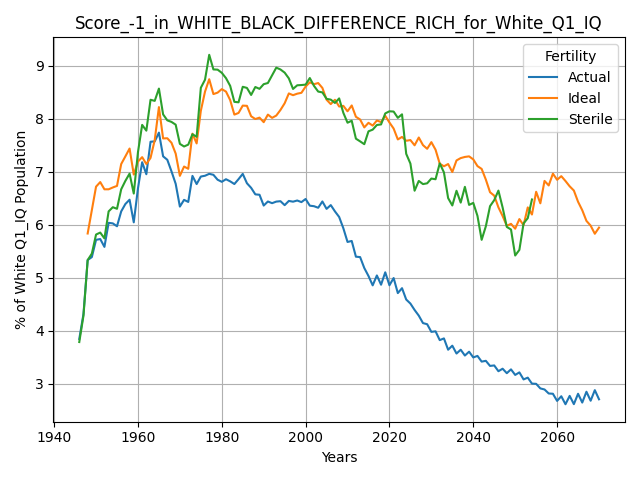 Score_-1_in_WHITE_BLACK_DIFFERENCE_RICH_for_White_Q1_IQ
Fertility
Actual
Ideal
Sterile
% of White Q1_IQ Population
9
8
7
6
5
4
3
1940
1960
1980
2000
2020
2040
2060
Years